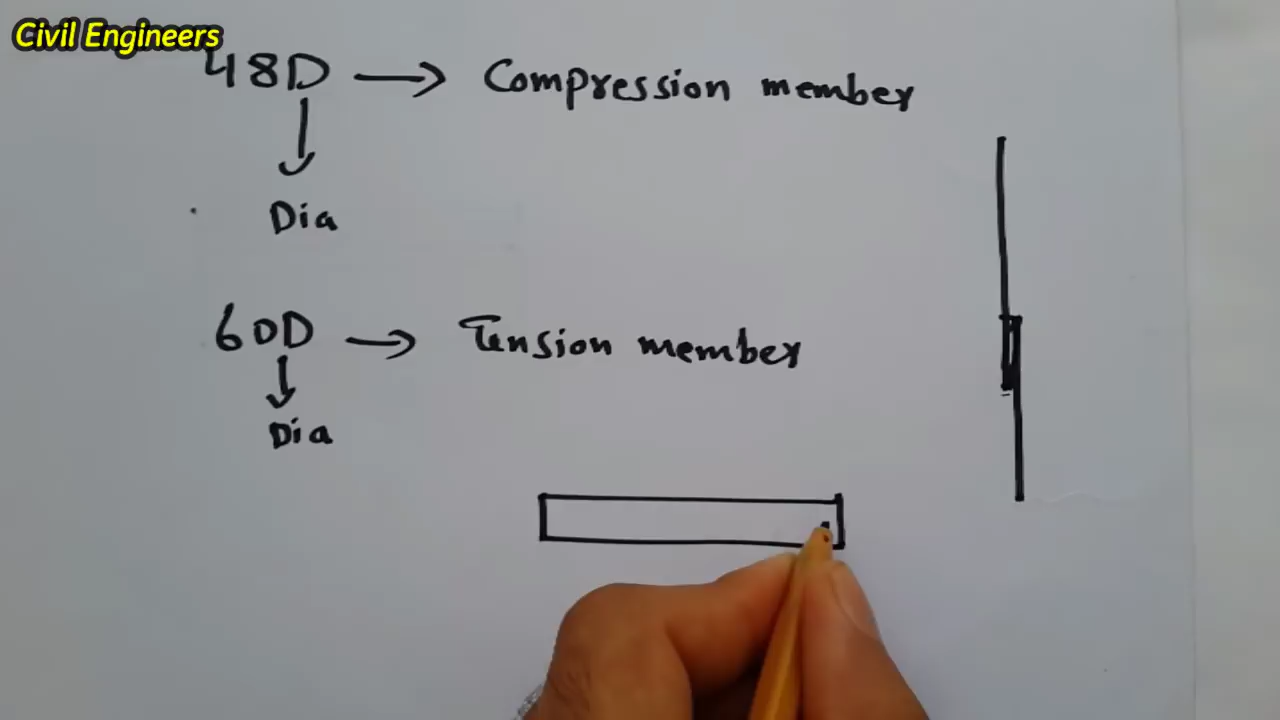 Civil Engineers
48D → Compression member
Dia
60D → Tension member
Dia